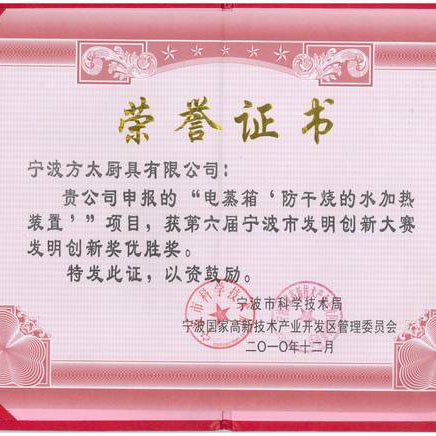 荣誉证书
宁波方太厨具有限公司：
贵公司申报的“电蒸箱‘防干烧的水加热
装置’”项目，获第六届宁波市发明创新大赛
发明创新奖优胜奖。
特发此证，以资鼓励。
宁波市科学技术局
宁波国家高新技术产业开发区管理委员会
二〇一〇年十二月